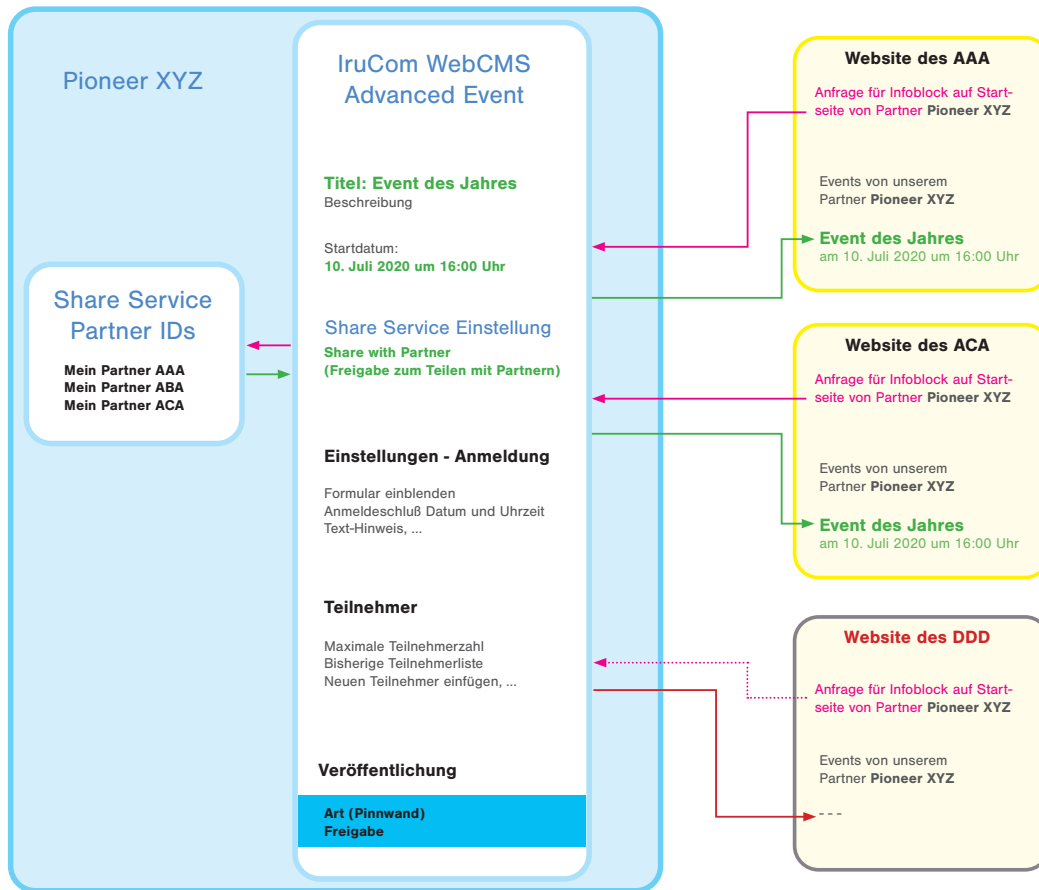 Pioneer XYZ
Share Service
Partner IDs
Mein Partner AAA
Mein Partner ABA
Mein Partner ACA
IruCom WebCMS
Advanced Event
Titel: Event des Jahres
Beschreibung
Startdatum:
10. Juli 2020 um 16:00 Uhr
Share Service Einstellung
Share with Partner
(Freigabe zum Teilen mit Partnern)
Einstellungen - Anmeldung
Formular einblenden
Anmeldeschluß Datum und Uhrzeit
Text-Hinweis, ...
Teilnehmer
Maximale Teilnehmerzahl
Bisherige Teilnehmerliste
Neuen Teilnehmer einfügen, ...
Veröffentlichung
Art (Pinnwand)
Freigabe
Website des AAA
Anfrage für Infoblock auf Start-
seite von Partner Pioneer XYZ
Events von unserem
Partner Pioneer XYZ
Event des Jahres
am 10. Juli 2020 um 16:00 Uhr
Website des ACA
Anfrage für Infoblock auf Start-
seite von Partner Pioneer XYZ
Events von unserem
Partner Pioneer XYZ
Event des Jahres
am 10. Juli 2020 um 16:00 Uhr
Website des DDD
Anfrage für Infoblock auf Start-
seite von Partner Pioneer XYZ
Events von unserem
Partner Pioneer XYZ
- - -